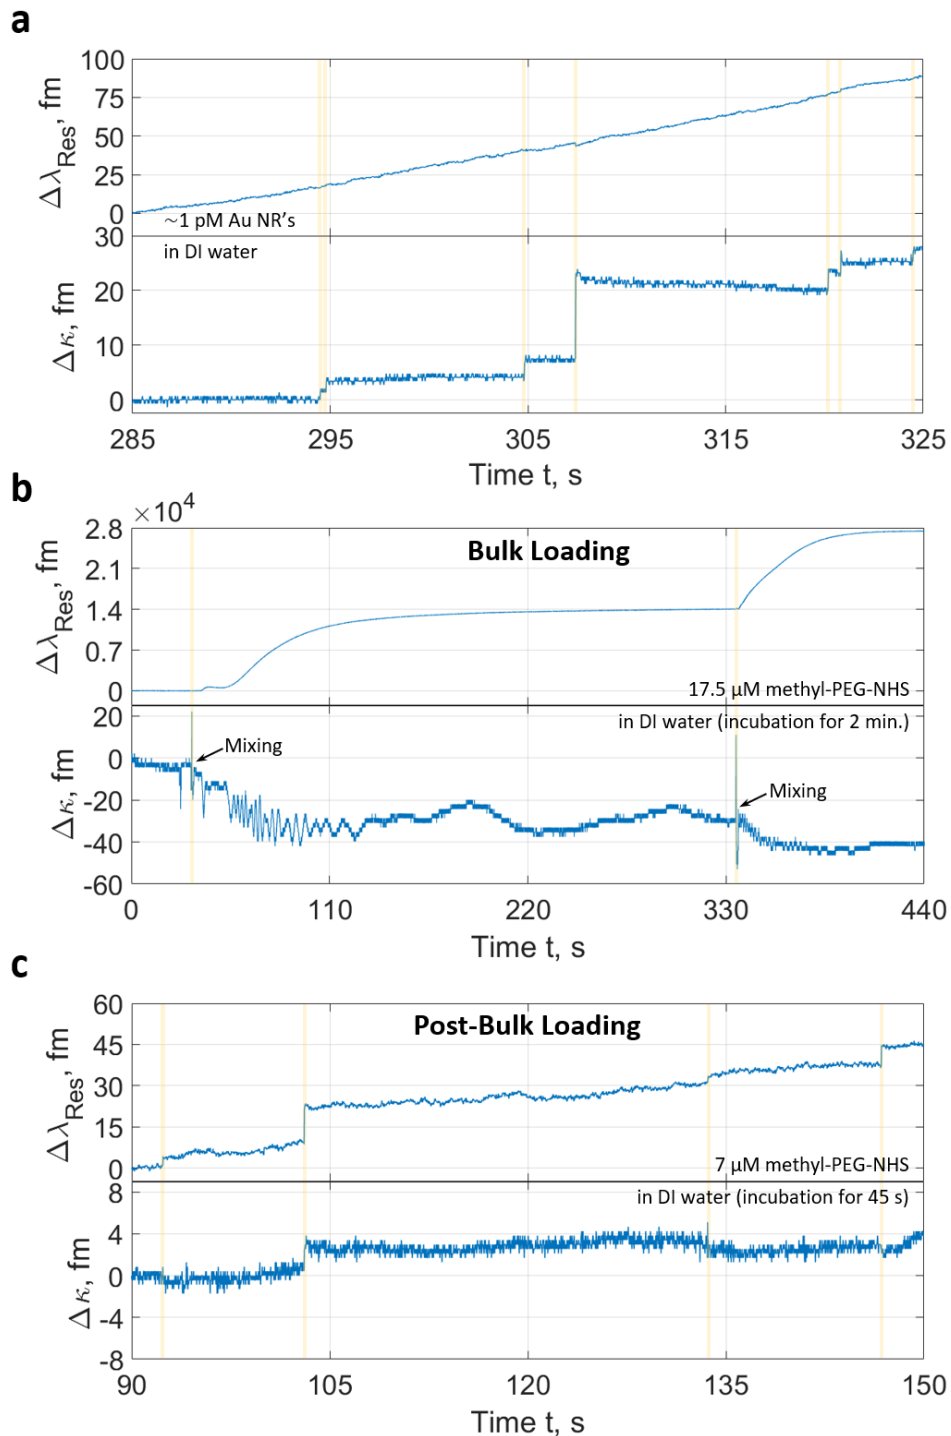 a
100
75
50
25
0
Δλ_Res, fm
~1 pM Au NR's
in DI water
30
20
10
0
Δκ, fm
285 295 305 315 325
Time t, s
b
×10⁴
2.8
2.1
1.4
0.7
0
Δλ_Res, fm
Bulk Loading
17.5 µM methyl-PEG-NHS
in DI water (incubation for 2 min.)
20
0
-20
-40
-60
Δκ, fm
Mixing
Mixing
0 110 220 330 440
Time t, s
c
60
45
30
15
0
Δλ_Res, fm
Post-Bulk Loading
7 µM methyl-PEG-NHS
in DI water (incubation for 45 s)
8
4
0
-4
-8
Δκ, fm
90 105 120 135 150
Time t, s